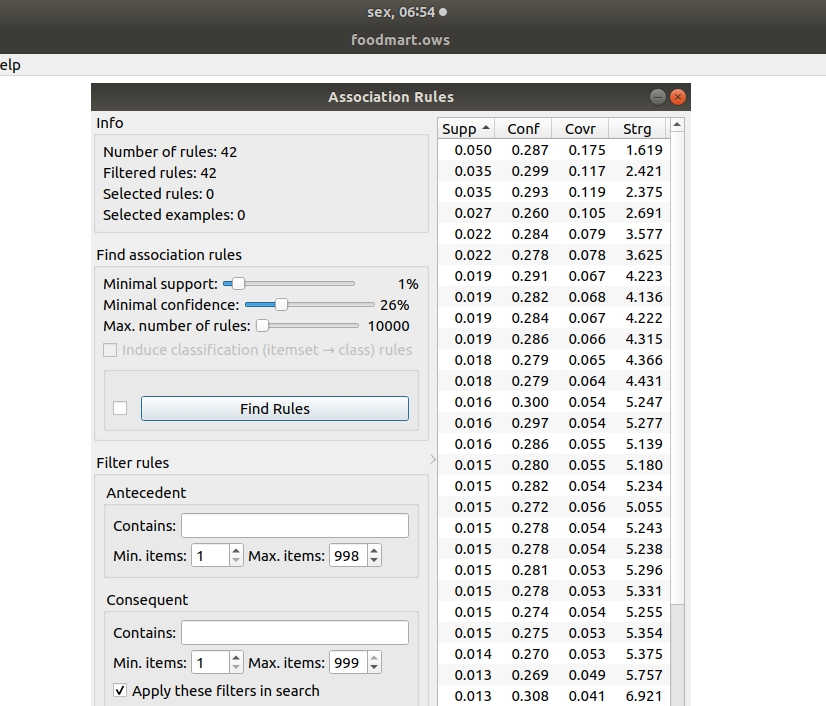 sex, 06:54
foodmart.ows
elp
Association Rules
Info
Number of rules: 42
Filtered rules: 42
Selected rules: 0
Selected examples: 0
Find association rules
Minimal support: 1%
Minimal confidence: 26%
Max. number of rules: 10000
Induce classification (itemset → class) rules
Find Rules
Filter rules
Antecedent
Contains:
Min. items: 1 Max. items: 998
Consequent
Contains:
Min. items: 1 Max. items: 999
Apply these filters in search
Supp Conf Covr Strg
0.050 0.287 0.175 1.619
0.035 0.299 0.117 2.421
0.035 0.293 0.119 2.375
0.027 0.260 0.105 2.691
0.022 0.284 0.079 3.577
0.022 0.278 0.078 3.625
0.019 0.291 0.067 4.223
0.019 0.282 0.068 4.136
0.019 0.284 0.067 4.222
0.019 0.286 0.066 4.315
0.018 0.279 0.065 4.366
0.018 0.279 0.064 4.431
0.016 0.300 0.054 5.247
0.016 0.297 0.054 5.277
0.016 0.286 0.055 5.139
0.015 0.280 0.055 5.180
0.015 0.282 0.054 5.234
0.015 0.272 0.056 5.055
0.015 0.278 0.054 5.243
0.015 0.278 0.054 5.238
0.015 0.281 0.053 5.296
0.015 0.278 0.053 5.331
0.015 0.274 0.054 5.255
0.015 0.275 0.053 5.354
0.014 0.270 0.053 5.375
0.013 0.269 0.049 5.757
0.013 0.308 0.041 6.921